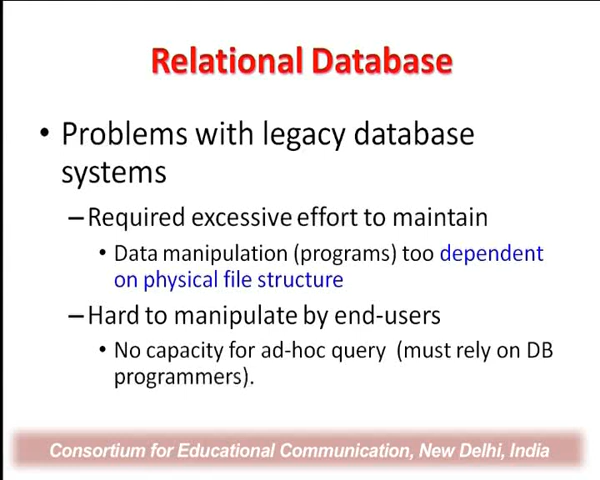 Relational Database
• Problems with legacy database
systems
–Required excessive effort to maintain
• Data manipulation (programs) too dependent
on physical file structure
–Hard to manipulate by end-users
• No capacity for ad-hoc query (must rely on DB
programmers).
Consortium for Educational Communication, New Delhi, India